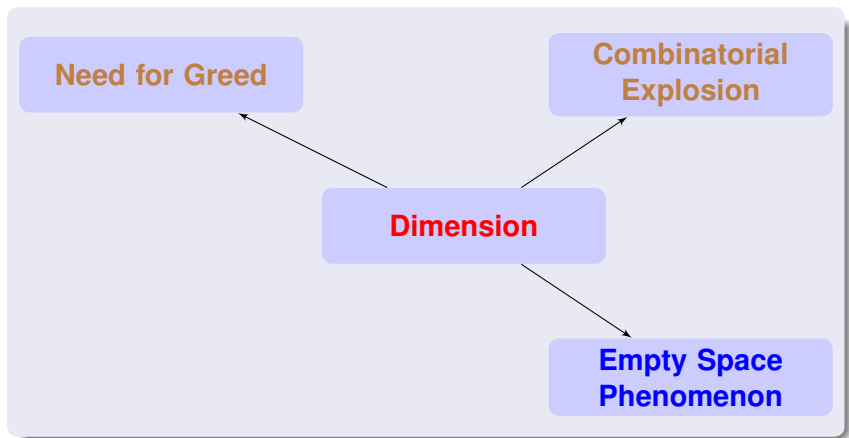 Need for Greed
Combinatorial
Explosion
Dimension
Empty Space
Phenomenon